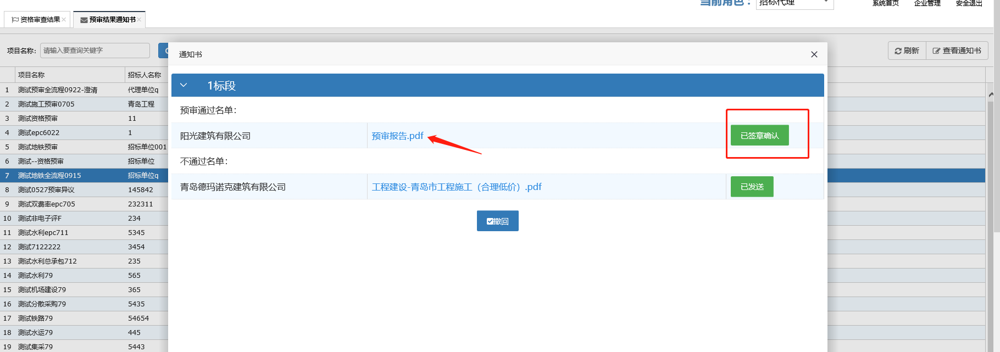 当前角色： 招标代理 系统首页 企业管理 安全退出
资格审查结果 预审结果通知书
项目名称: 请输入要查询关键字 刷新 查看通知书
通知书
项目名称 招标人名称
1标段
1 测试预审全流程0922-澄清 代理单位q
2 测试施工预审0705 青岛工程
预审通过名单:
3 测试资格预审 11
4 测试epc6022 1
阳光建筑有限公司 预审报告.pdf 已签章确认
5 测试地铁预审 招标单位001
6 测试--资格预审 招标单位
不通过名单:
7 测试地铁全流程0915 招标单位q
8 测试0527预审异议 145842
青岛德玛诺克建筑有限公司 工程建设-青岛市工程施工（合理低价）.pdf 已发送
9 测试双费率epc705 232311
10 测试非电子评F 234
撤回
11 测试水利epc711 5345
12 测试7122222 3454
13 测试水利总承包712 235
14 测试水利79 565
15 测试机场建设79 365
16 测试分散采购79 5435
17 测试铁路79 54654
18 测试水运79 445
19 测试集采79 5443